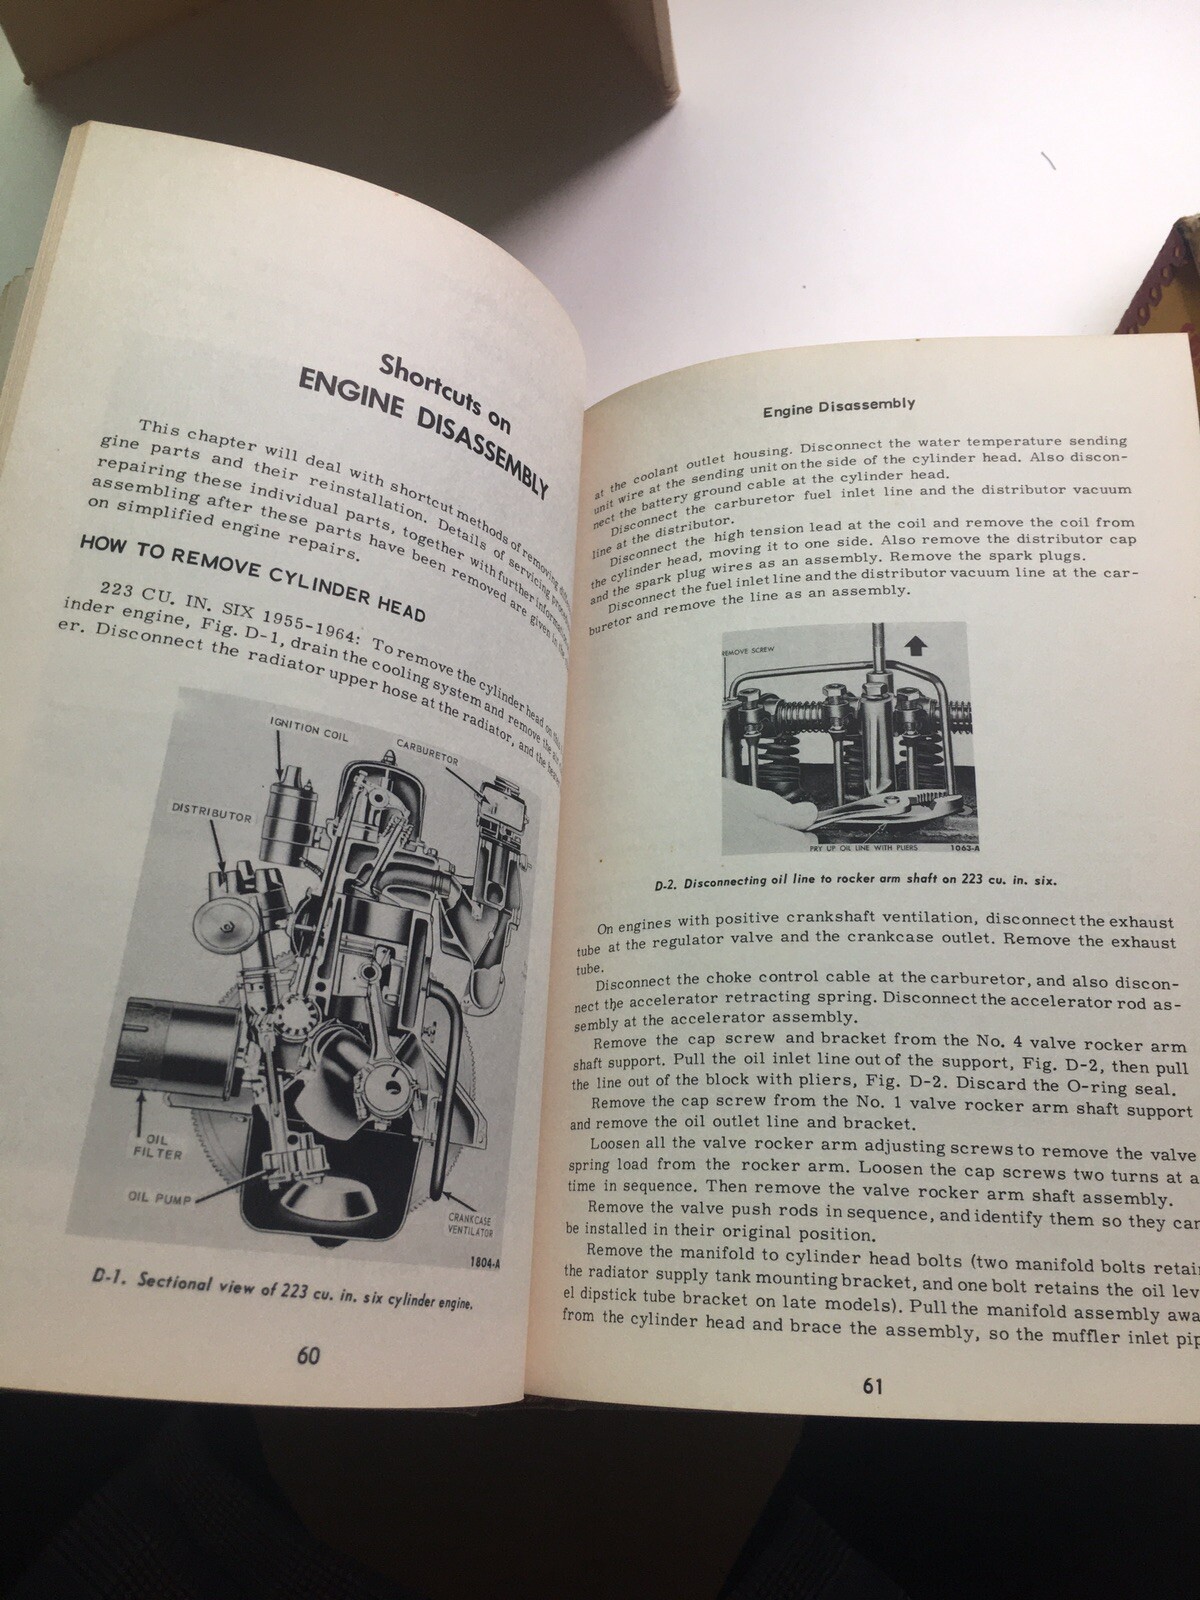 Shortcuts on
ENGINE DISASSEMBLY
This chapter will deal with shortcut methods of removing
gine parts and their reinstallation. Details of servicing
repairing these individual parts, together with further information
assembling after these parts have been removed are given in the
on simplified engine repairs.
HOW TO REMOVE CYLINDER HEAD
223 CU. IN. SIX 1955-1964: To remove the cylinder head on
inder engine, Fig. D-1, drain the cooling system and remove the air
er. Disconnect the radiator upper hose at the radiator, and the
IGNITION COIL
CARBURETOR
DISTRIBUTOR
OIL
FILTER
OIL PUMP
CRANKCASE
VENTILATOR
1804-A
D-1. Sectional view of 223 cu. in. six cylinder engine.
60
Engine Disassembly
at the coolant outlet housing. Disconnect the water temperature sending
unit wire at the sending unit on the side of the cylinder head. Also discon-
nect the battery ground cable at the cylinder head.
Disconnect the carburetor fuel inlet line and the distributor vacuum
line at the distributor.
Disconnect the high tension lead at the coil and remove the coil from
the cylinder head, moving it to one side. Also remove the distributor cap
and the spark plug wires as an assembly. Remove the spark plugs.
Disconnect the fuel inlet line and the distributor vacuum line at the car-
buretor and remove the line as an assembly.
REMOVE SCREW
PRY UP OIL LINE WITH PLIERS
1063-A
D-2. Disconnecting oil line to rocker arm shaft on 223 cu. in. six.
On engines with positive crankshaft ventilation, disconnect the exhaust
tube at the regulator valve and the crankcase outlet. Remove the exhaust
tube.
Disconnect the choke control cable at the carburetor, and also discon-
nect the accelerator retracting spring. Disconnect the accelerator rod as-
sembly at the accelerator assembly.
Remove the cap screw and bracket from the No. 4 valve rocker arm
shaft support. Pull the oil inlet line out of the support, Fig. D-2, then pull
the line out of the block with pliers, Fig. D-2. Discard the O-ring seal.
Remove the cap screw from the No. 1 valve rocker arm shaft support
and remove the oil outlet line and bracket.
Loosen all the valve rocker arm adjusting screws to remove the valve
spring load from the rocker arm. Loosen the cap screws two turns at a
time in sequence. Then remove the valve rocker arm shaft assembly.
Remove the valve push rods in sequence, and identify them so they can
be installed in their original position.
Remove the manifold to cylinder head bolts (two manifold bolts retai
the radiator supply tank mounting bracket, and one bolt retains the oil lev
el dipstick tube bracket on late models). Pull the manifold assembly awa
from the cylinder head and brace the assembly, so the muffler inlet pip
61